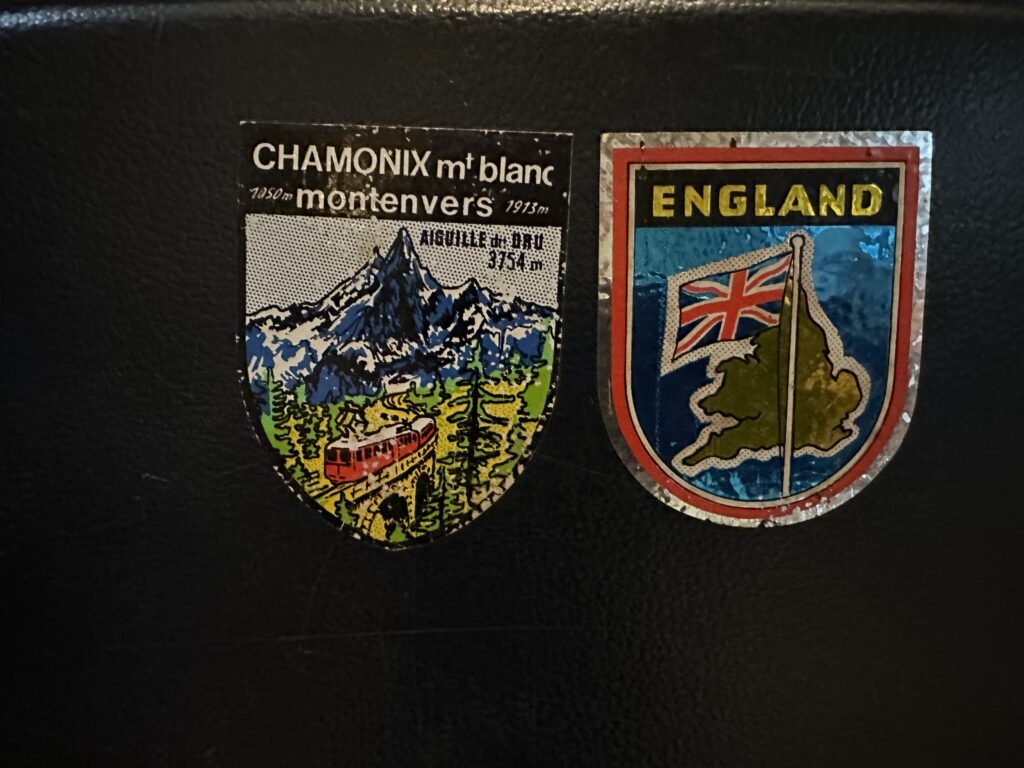 CHAMONIX mᵗ blanc
1050m montenvers 1913m
AIGUILLE du DRU
3754 m
ENGLAND